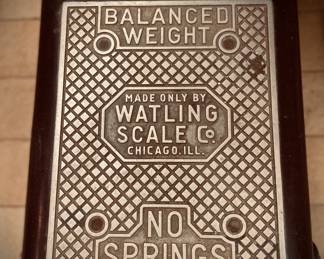 BALANCED
WEIGHT
MADE ONLY BY
WATLING
SCALE Co.
CHICAGO. ILL.
NO
SPRINGS